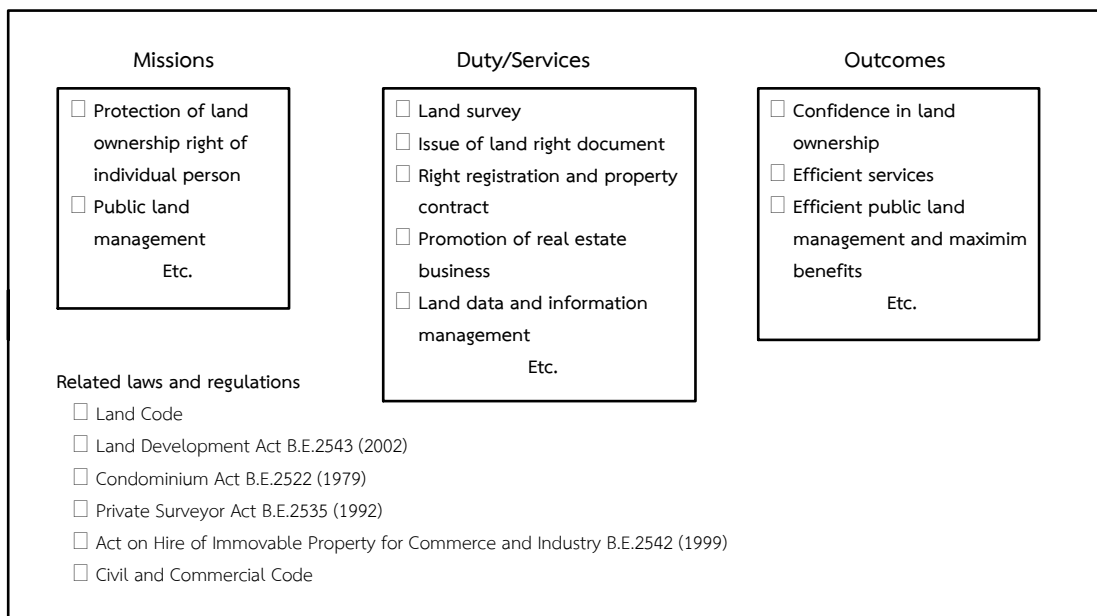 Missions
☐ Protection of land
ownership right of
individual person
☐ Public land
management
Etc.
Duty/Services
☐ Land survey
☐ Issue of land right document
☐ Right registration and property
contract
☐ Promotion of real estate
business
☐ Land data and information
management
Etc.
Outcomes
☐ Confidence in land
ownership
☐ Efficient services
☐ Efficient public land
management and maximim
benefits
Etc.
Related laws and regulations
☐ Land Code
☐ Land Development Act B.E.2543 (2002)
☐ Condominium Act B.E.2522 (1979)
☐ Private Surveyor Act B.E.2535 (1992)
☐ Act on Hire of Immovable Property for Commerce and Industry B.E.2542 (1999)
☐ Civil and Commercial Code